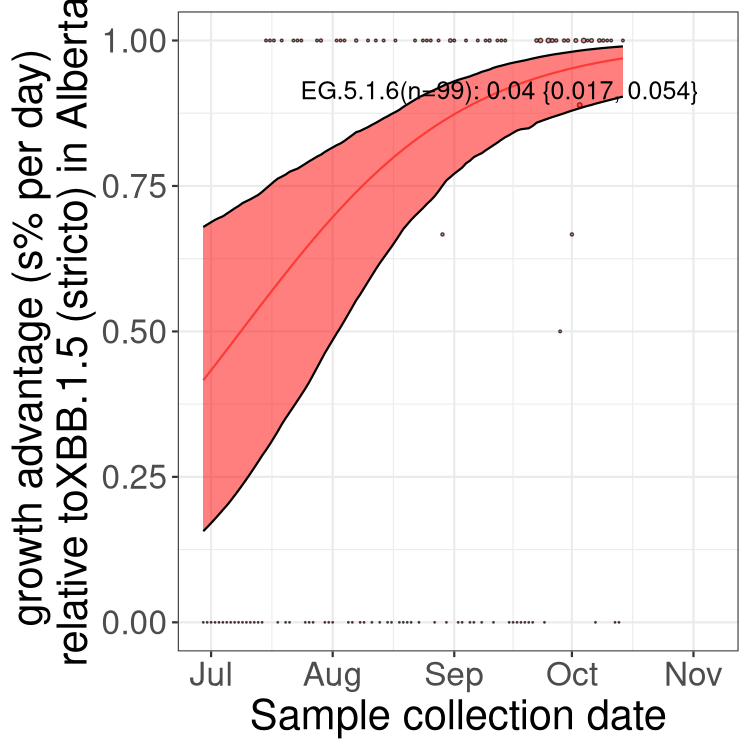 growth advantage (s% per day)
relative toXBB.1.5 (stricto) in Alberta
1.00
0.75
0.50
0.25
0.00
EG.5.1.6(n=99): 0.04 {0.017, 0.054}
Jul Aug Sep Oct Nov
Sample collection date